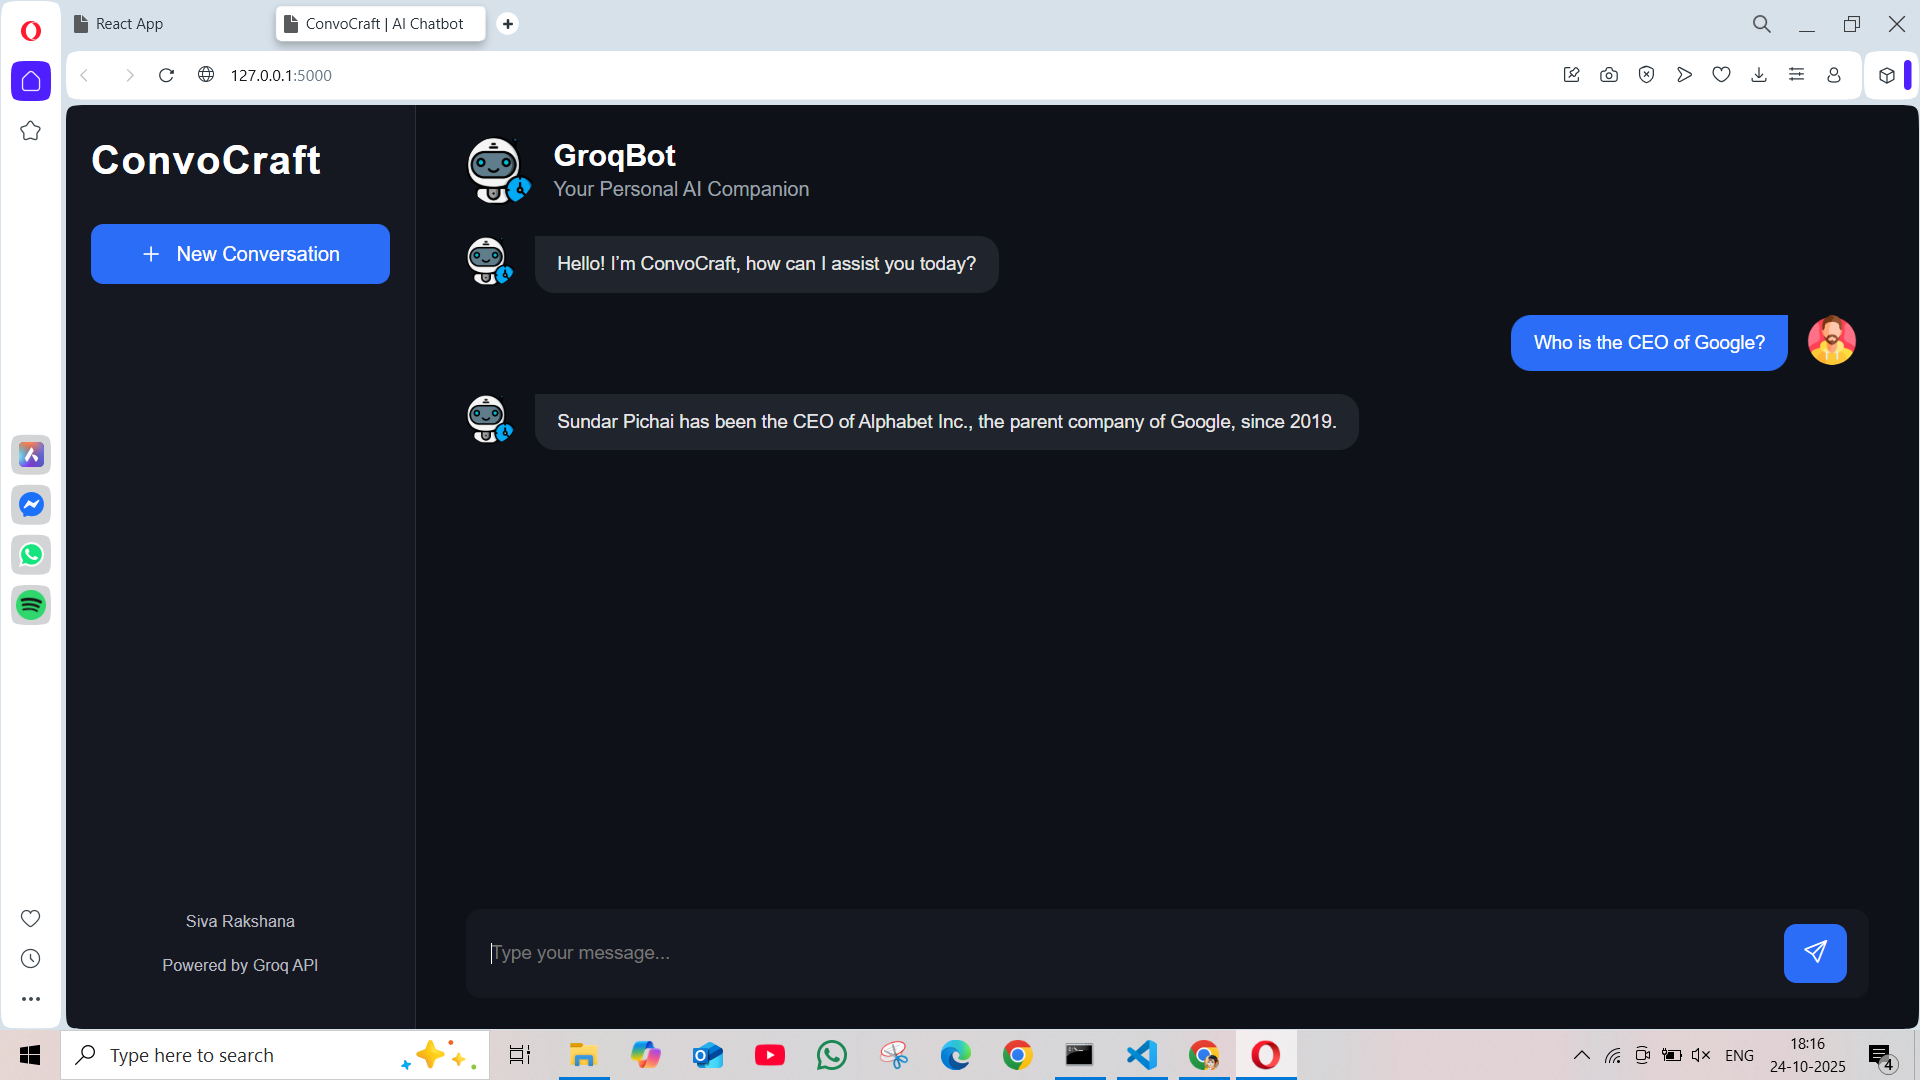 React App
ConvoCraft | AI Chatbot
127.0.0.1:5000
ConvoCraft
New Conversation
GroqBot
Your Personal AI Companion
Hello! I’m ConvoCraft, how can I assist you today?
Who is the CEO of Google?
Sundar Pichai has been the CEO of Alphabet Inc., the parent company of Google, since 2019.
Siva Rakshana
Powered by Groq API
Type your message...
Type here to search
ENG
18:16
24-10-2025
4